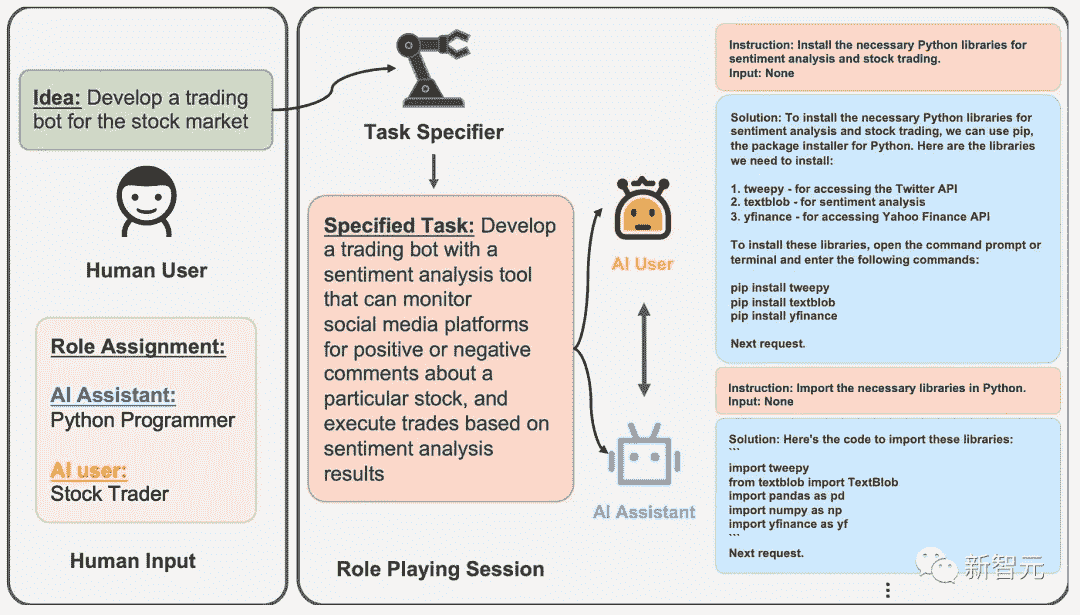 Idea: Develop a trading
bot for the stock market
Human User
Role Assignment:
AI Assistant:
Python Programmer
AI user:
Stock Trader
Human Input
Task Specifier
Specified Task: Develop
a trading bot with a
sentiment analysis tool
that can monitor
social media platforms
for positive or negative
comments about a
particular stock, and
execute trades based on
sentiment analysis
results
Role Playing Session
AI User
AI Assistant
Instruction: Install the necessary Python libraries for
sentiment analysis and stock trading.
Input: None
Solution: To install the necessary Python libraries for
sentiment analysis and stock trading, we can use pip,
the package installer for Python. Here are the libraries
we need to install:
1. tweepy - for accessing the Twitter API
2. textblob - for sentiment analysis
3. yfinance - for accessing Yahoo Finance API
To install these libraries, open the command prompt or
terminal and enter the following commands:
pip install tweepy
pip install textblob
pip install yfinance
Next request.
Instruction: Import the necessary libraries in Python.
Input: None
Solution: Here's the code to import these libraries:
```
import tweepy
from textblob import TextBlob
import pandas as pd
import numpy as np
import yfinance as yf
```
Next request.
新智元